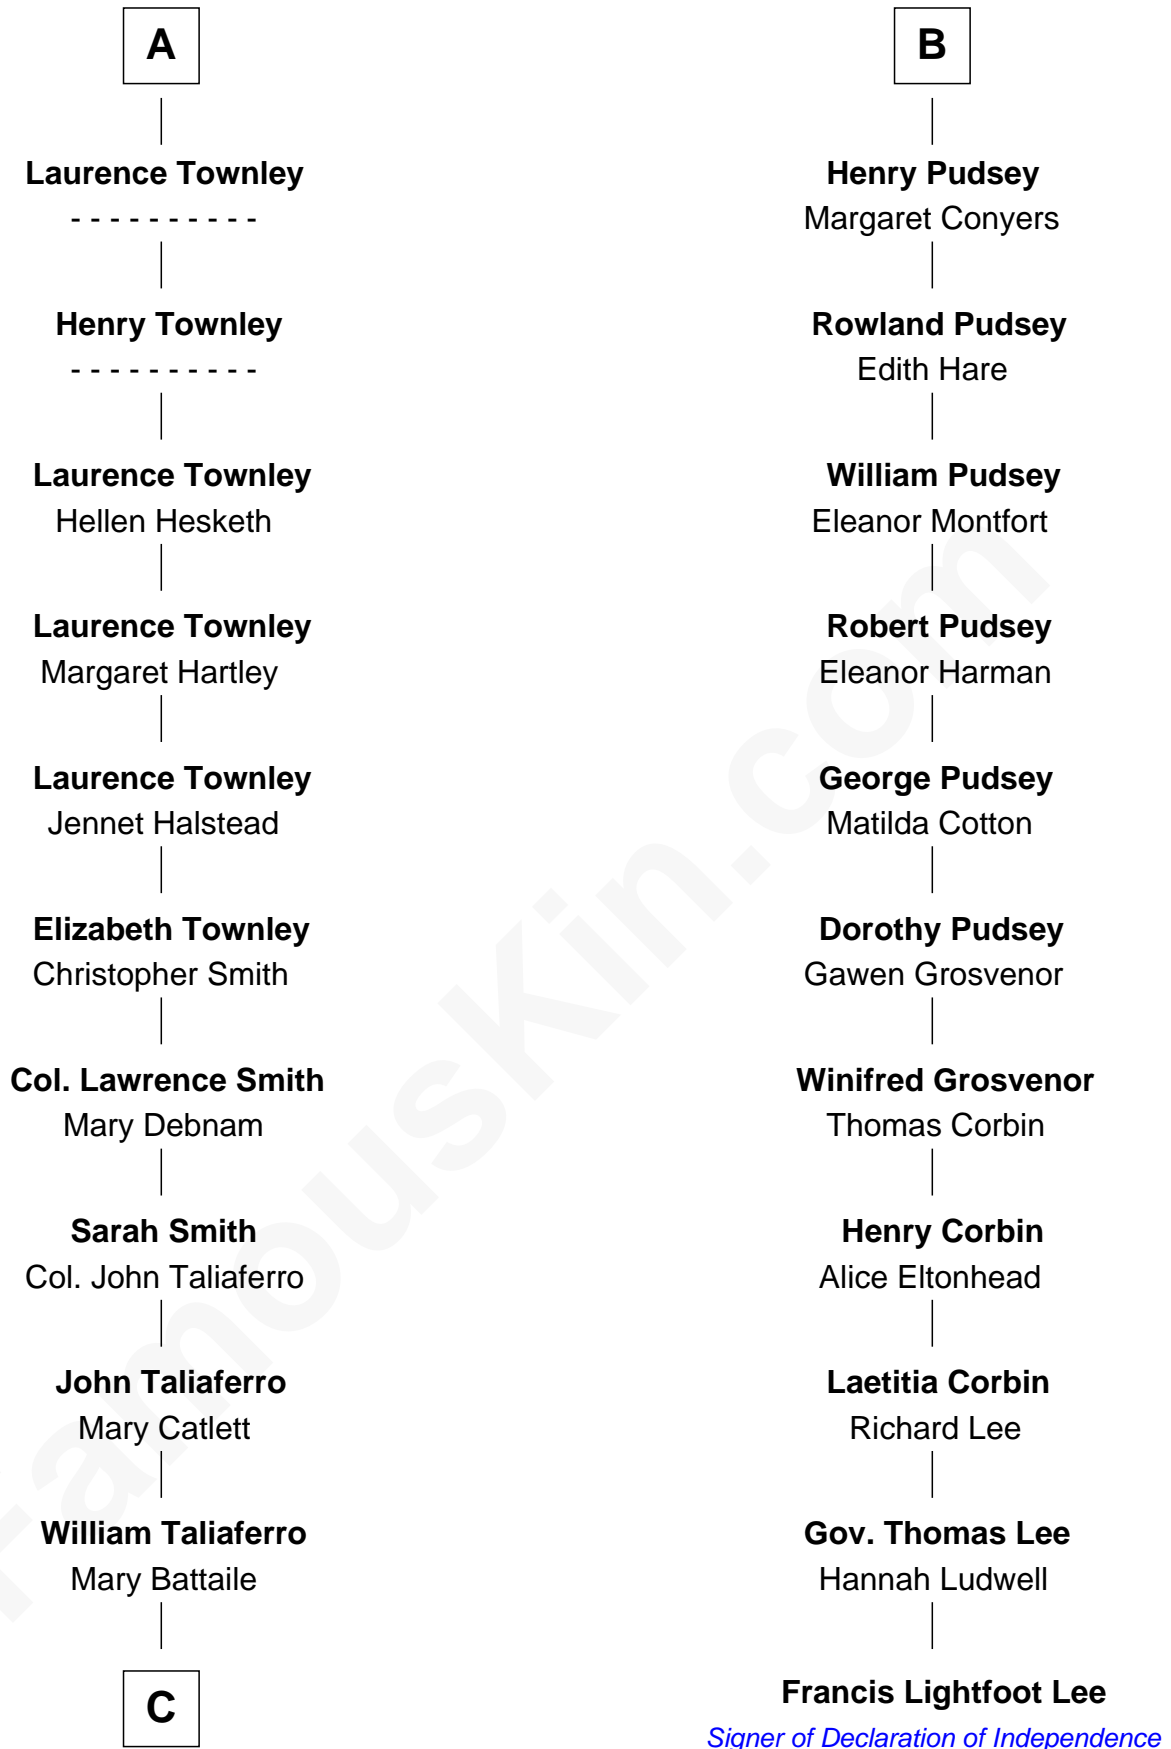 A
Laurence Townley
- - - - - - - - - -
Henry Townley
- - - - - - - - - -
Laurence Townley
Hellen Hesketh
Laurence Townley
Margaret Hartley
Laurence Townley
Jennet Halstead
Elizabeth Townley
Christopher Smith
Col. Lawrence Smith
Mary Debnam
Sarah Smith
Col. John Taliaferro
John Taliaferro
Mary Catlett
William Taliaferro
Mary Battaile
C
B
Henry Pudsey
Margaret Conyers
Rowland Pudsey
Edith Hare
William Pudsey
Eleanor Montfort
Robert Pudsey
Eleanor Harman
George Pudsey
Matilda Cotton
Dorothy Pudsey
Gawen Grosvenor
Winifred Grosvenor
Thomas Corbin
Henry Corbin
Alice Eltonhead
Laetitia Corbin
Richard Lee
Gov. Thomas Lee
Hannah Ludwell
Francis Lightfoot Lee
Signer of Declaration of Independence
FamousKin.com